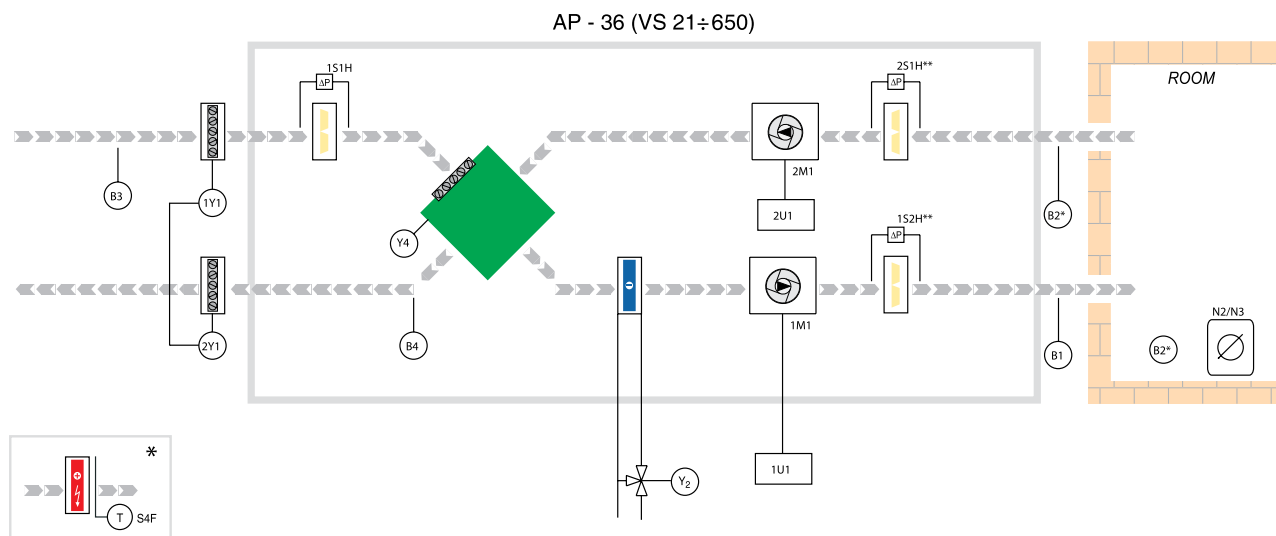 AP - 36 (VS 21÷650)
1S1H
ΔP
2S1H**
ΔP
ROOM
2M1
B3
1Y1
2U1
B2*
Y4
1S2H**
ΔP
N2/N3
1M1
2Y1
B4
B1
B2*
*
1U1
Y2
T
S4F